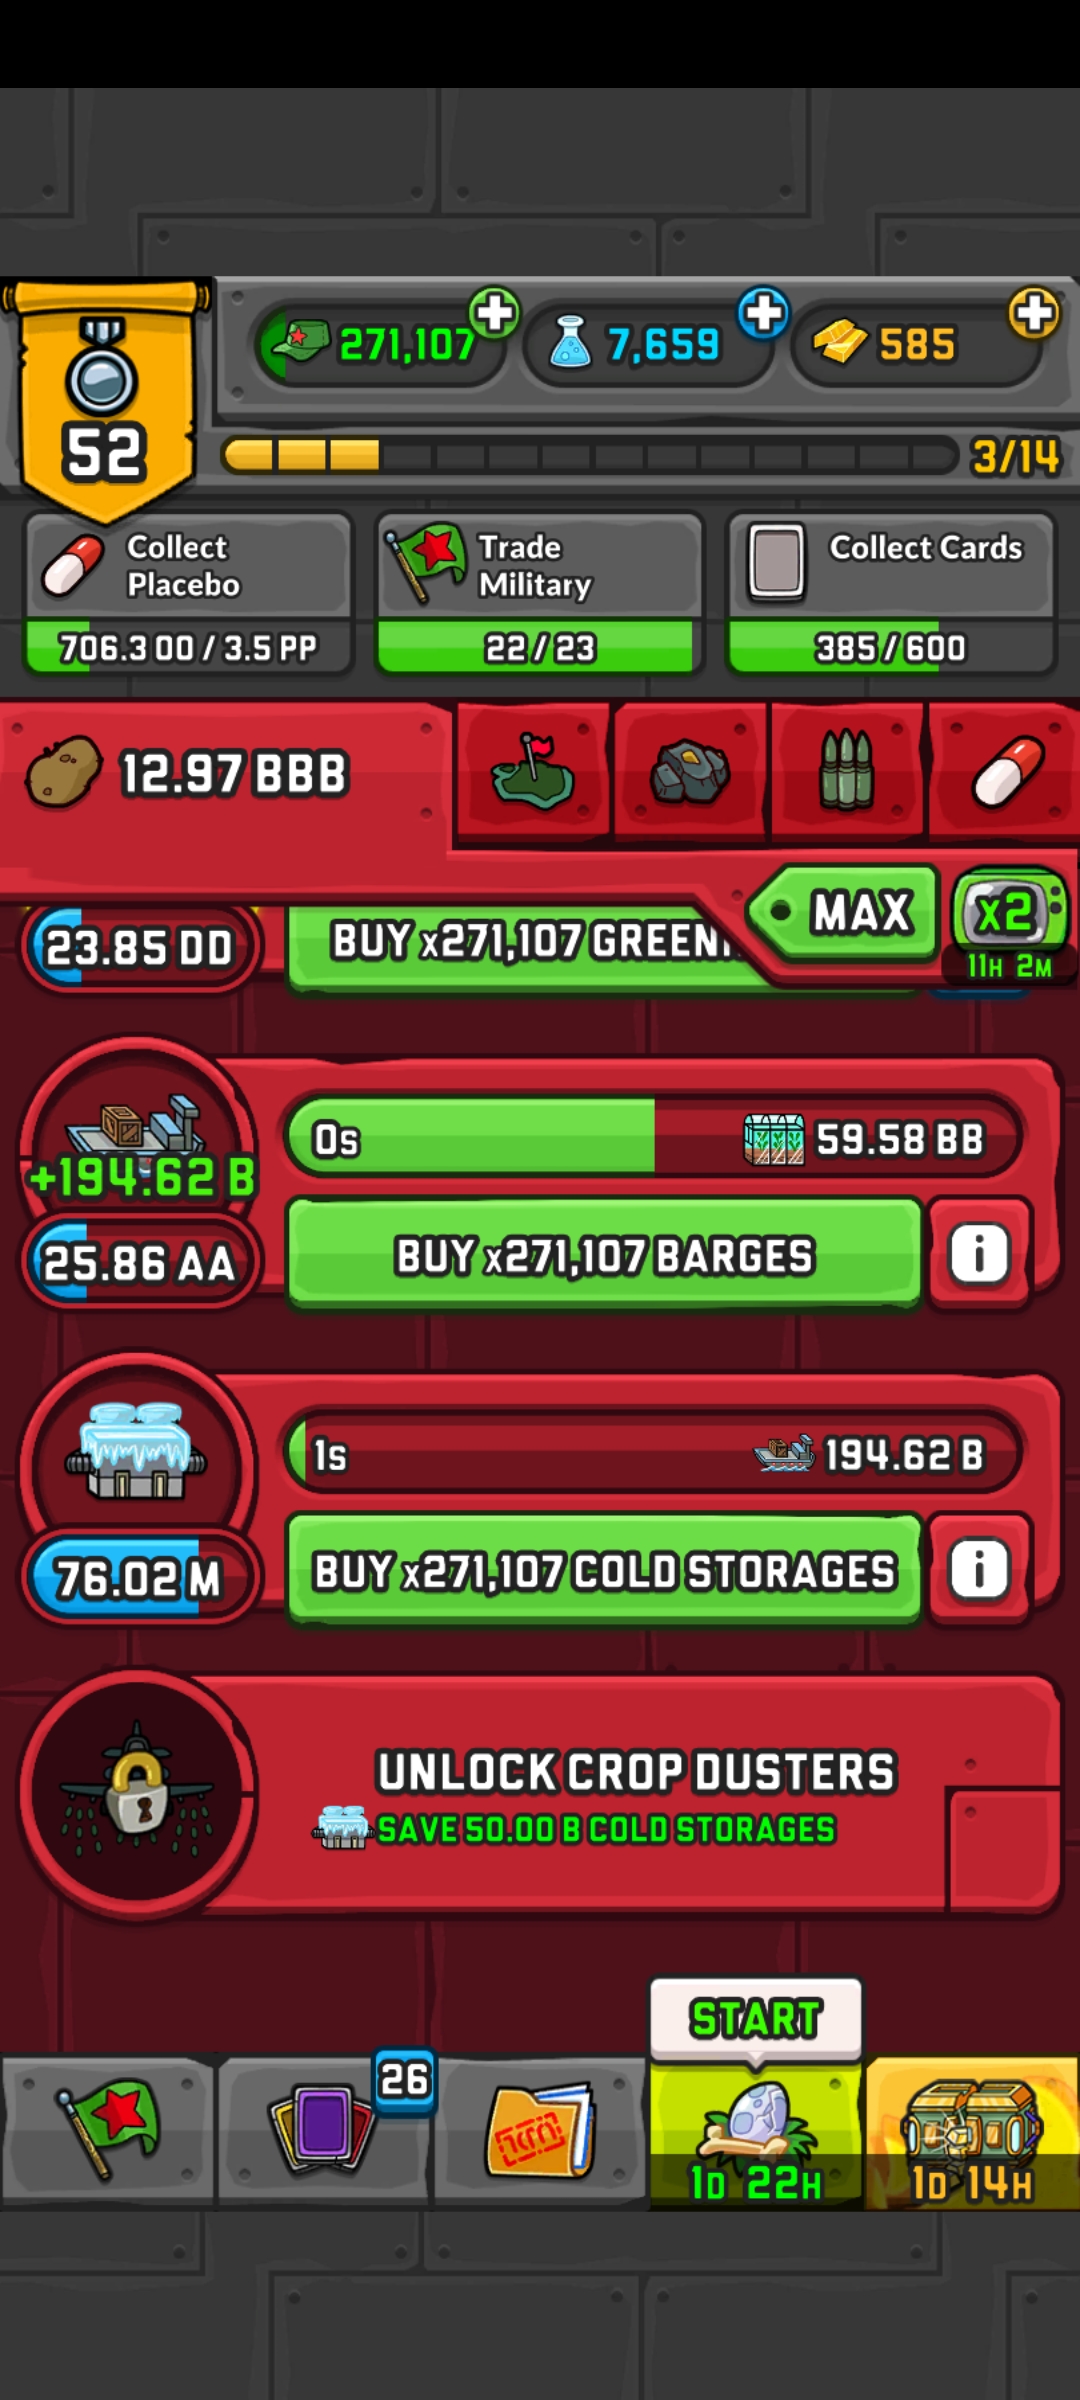 271,107
7,659
585
52
3/14
Collect
Placebo
706.3 OO / 3.5 PP
Trade
Military
22 / 23
Collect Cards
385 / 600
12.97 BBB
MAX
x2
11H 2M
23.85 DD
BUY x271,107 GREEN
+194.62 B
0s
59.58 BB
25.86 AA
BUY x271,107 BARGES
i
1s
194.62 B
76.02 M
BUY x271,107 COLD STORAGES
i
UNLOCK CROP DUSTERS
SAVE 50.00 B COLD STORAGES
START
26
1D 22H
1D 14H